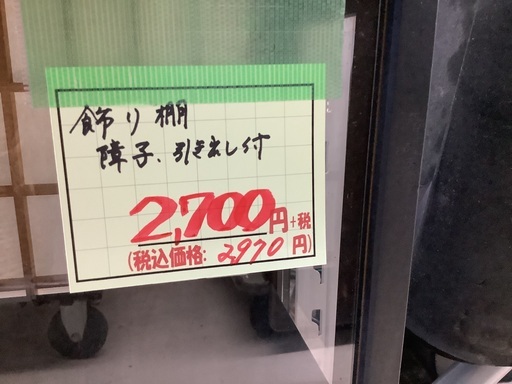 飾り棚
障子、引き出し付
2,700円+税
(税込価格: 2970円)